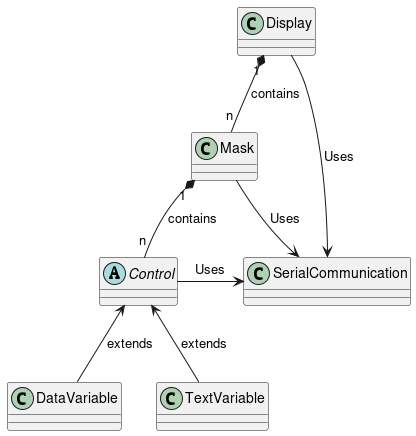 C Display
1
contains
n
C Mask
Uses
1
contains
Uses
n
A Control
Uses
C SerialCommunication
extends
extends
C DataVariable
C TextVariable